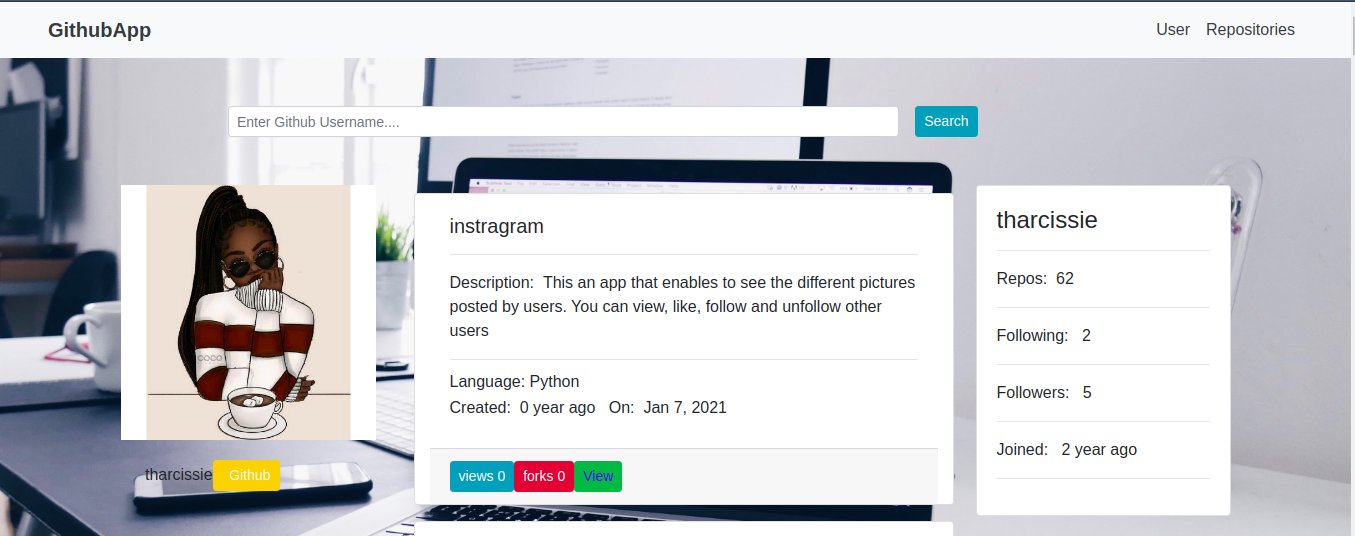 GithubApp
User Repositories
Enter Github Username....
Search
instragram
Description: This an app that enables to see the different pictures
posted by users. You can view, like, follow and unfollow other
users
Language: Python
Created: 0 year ago On: Jan 7, 2021
views 0 forks 0 View
COCO
tharcissie Github
tharcissie
Repos: 62
Following: 2
Followers: 5
Joined: 2 year ago